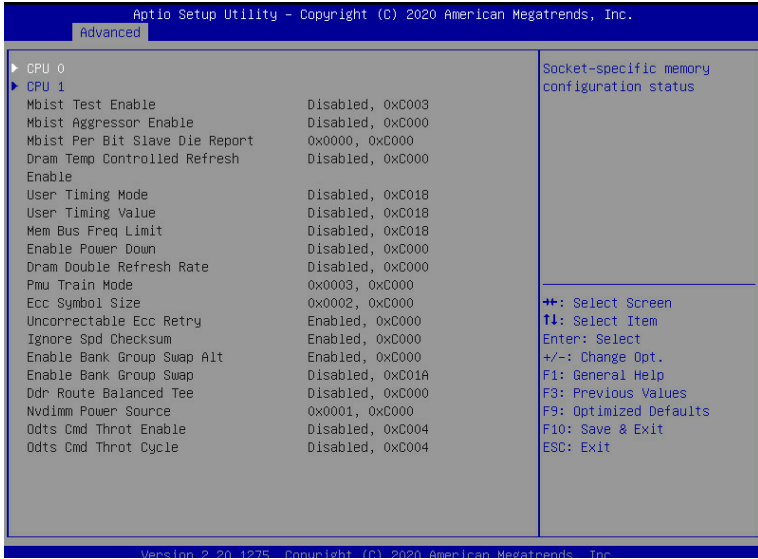 Aptio Setup Utility – Copyright (C) 2020 American Megatrends, Inc.
Advanced
CPU 0
CPU 1
Mbist Test Enable Disabled, 0xC003
Mbist Aggressor Enable Disabled, 0xC000
Mbist Per Bit Slave Die Report 0x0000, 0xC000
Dram Temp Controlled Refresh Disabled, 0xC000
Enable
User Timing Mode Disabled, 0xC018
User Timing Value Disabled, 0xC018
Mem Bus Freq Limit Disabled, 0xC018
Enable Power Down Disabled, 0xC000
Dram Double Refresh Rate Disabled, 0xC000
Pmu Train Mode 0x0003, 0xC000
Ecc Symbol Size 0x0002, 0xC000
Uncorrectable Ecc Retry Enabled, 0xC000
Ignore Spd Checksum Enabled, 0xC000
Enable Bank Group Swap Alt Enabled, 0xC000
Enable Bank Group Swap Disabled, 0xC01A
Ddr Route Balanced Tee Disabled, 0xC000
Nvdimm Power Source 0x0001, 0xC000
Odts Cmd Throt Enable Disabled, 0xC004
Odts Cmd Throt Cycle Disabled, 0xC004
Socket-specific memory
configuration status
→←: Select Screen
↑↓: Select Item
Enter: Select
+/-: Change Opt.
F1: General Help
F3: Previous Values
F9: Optimized Defaults
F10: Save & Exit
ESC: Exit
Version 2.20.1275. Copyright (C) 2020 American Megatrends, Inc.